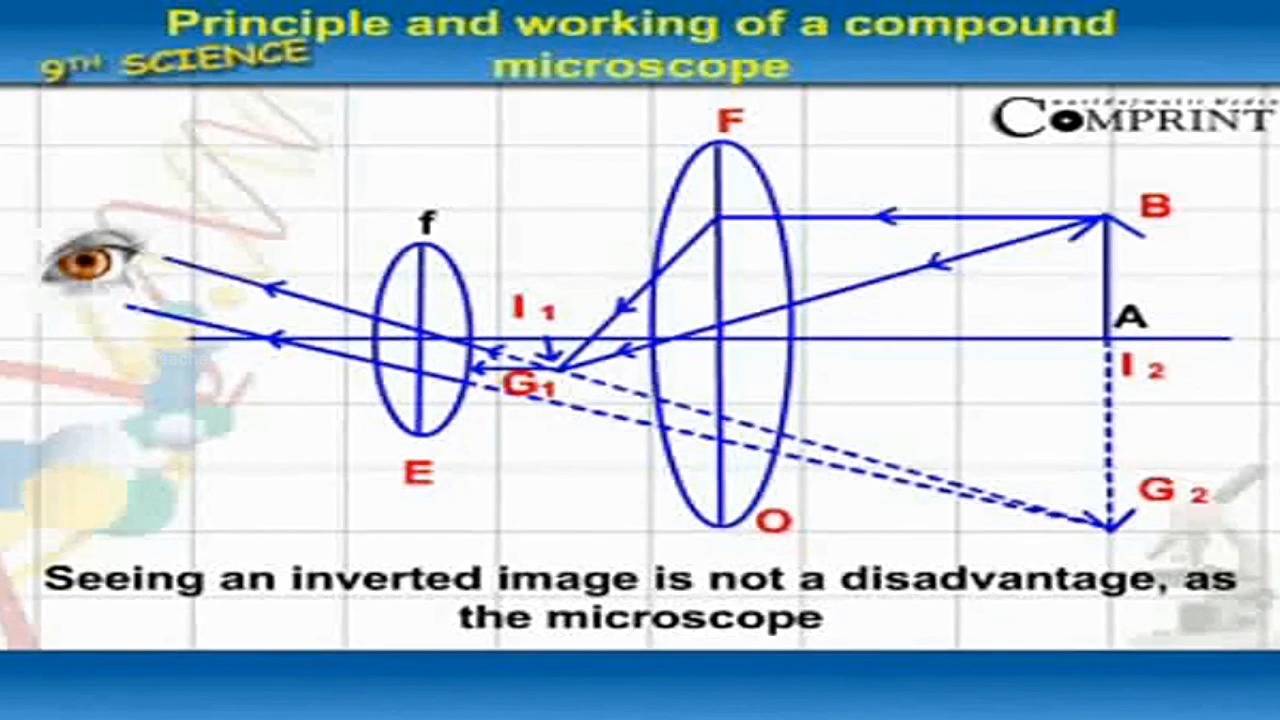 Principle and working of a compound
microscope
9TH SCIENCE
COMPRINT
F
B
f
I 1
A
I 2
G1
E
G 2
O
Seeing an inverted image is not a disadvantage, as
the microscope